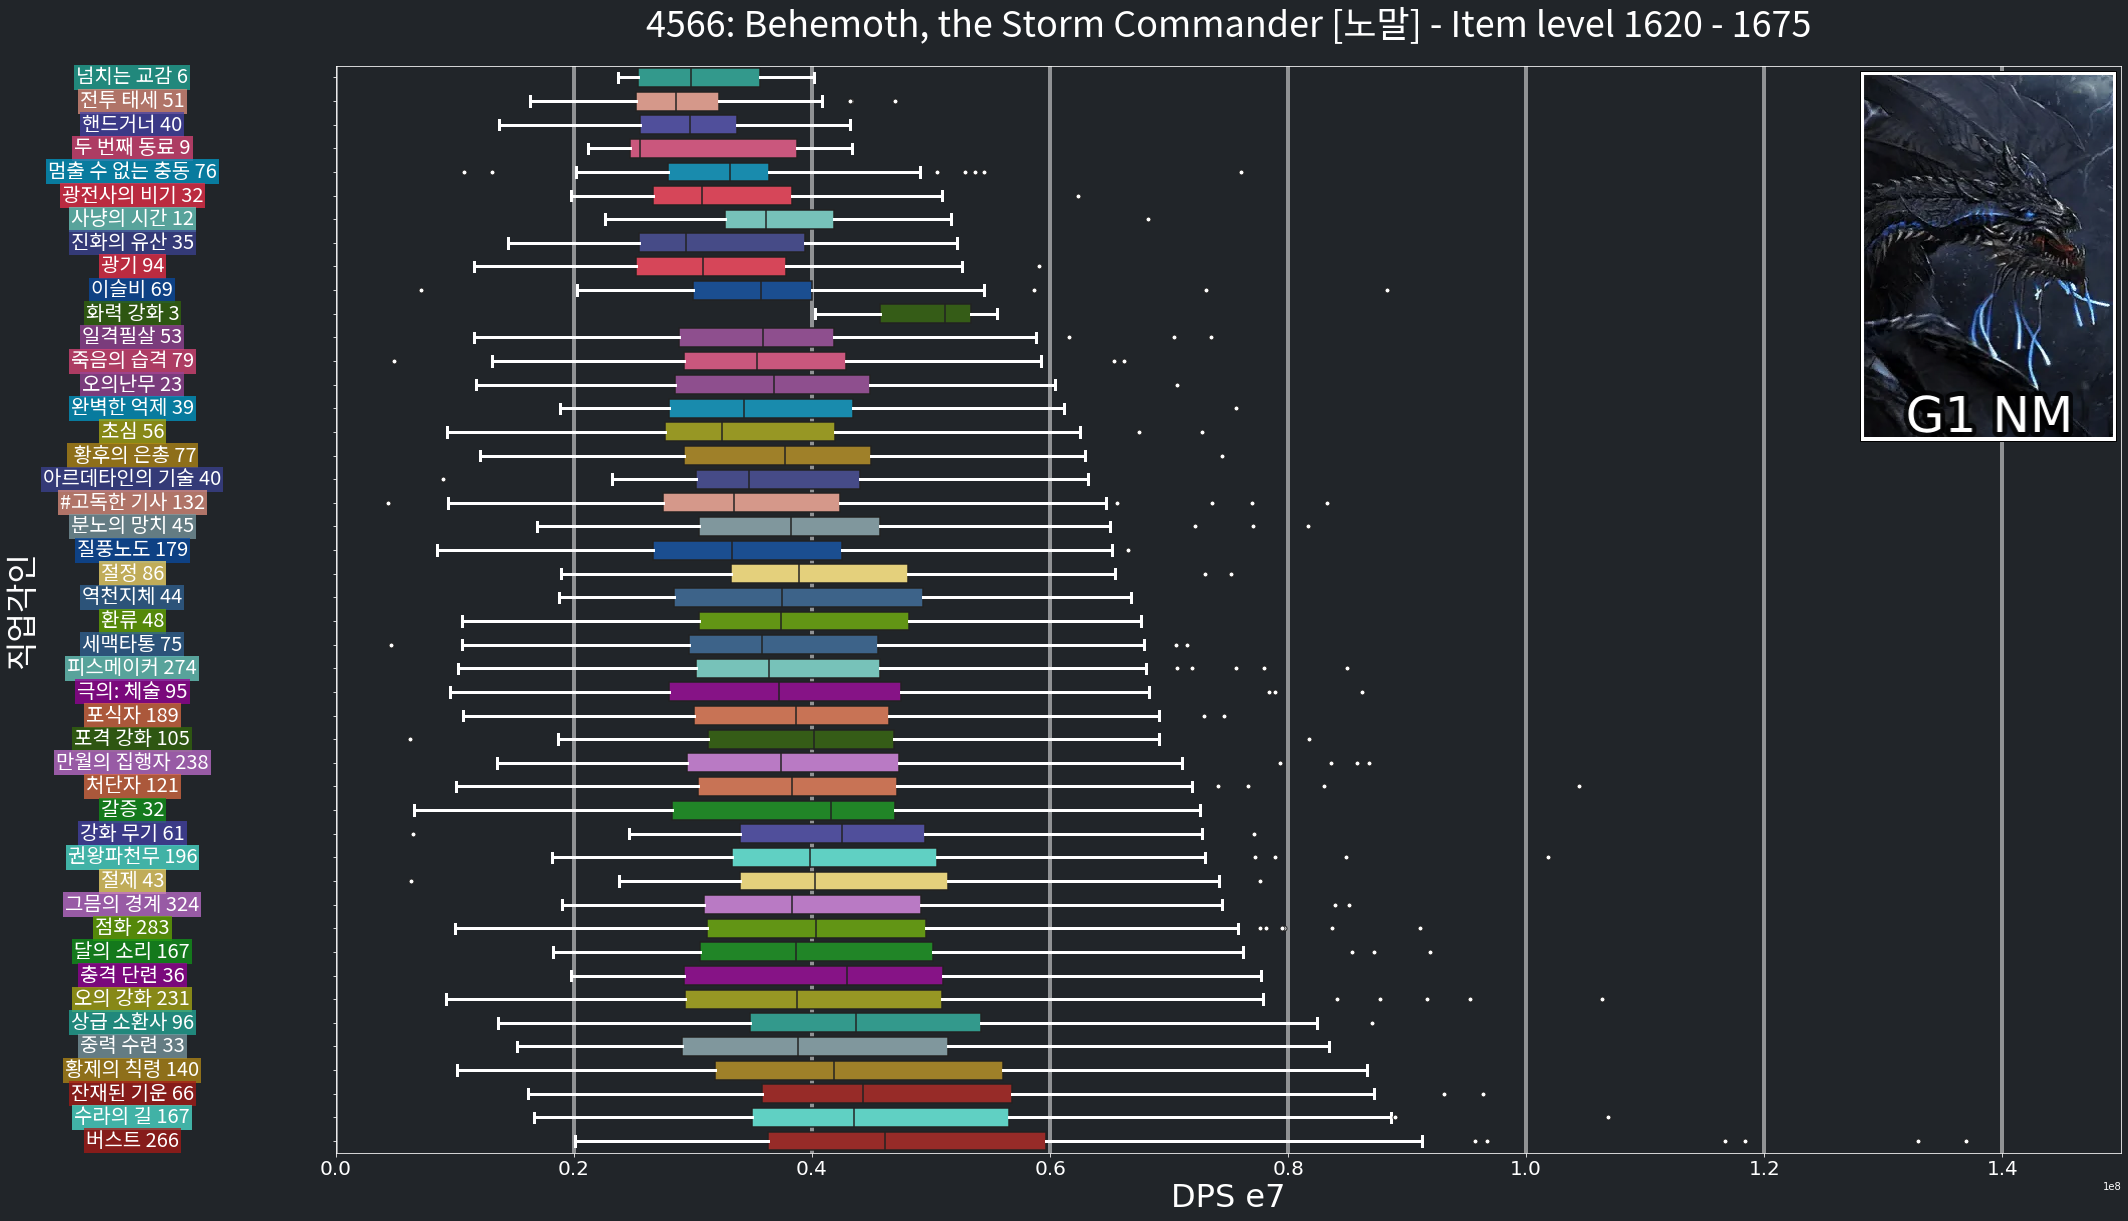 4566: Behemoth, the Storm Commander [노말] - Item level 1620 - 1675
넘치는 교감 6
전투 태세 51
핸드거너 40
두 번째 동료 9
멈출 수 없는 충동 76
광전사의 비기 32
사냥의 시간 12
진화의 유산 35
광기 94
이슬비 69
화력 강화 3
일격필살 53
죽음의 습격 79
오의난무 23
완벽한 억제 39
초심 56
황후의 은총 77
아르데타인의 기술 40
#고독한 기사 132
분노의 망치 45
질풍노도 179
절정 86
역천지체 44
환류 48
세맥타통 75
피스메이커 274
극의: 체술 95
포식자 189
포격 강화 105
만월의 집행자 238
처단자 121
갈증 32
강화 무기 61
권왕파천무 196
절제 43
그믐의 경계 324
점화 283
달의 소리 167
충격 단련 36
오의 강화 231
상급 소환사 96
중력 수련 33
황제의 칙령 140
잔재된 기운 66
수라의 길 167
버스트 266
직업각인
G1 NM
0.0 0.2 0.4 0.6 0.8 1.0 1.2 1.4
1e8
DPS e7